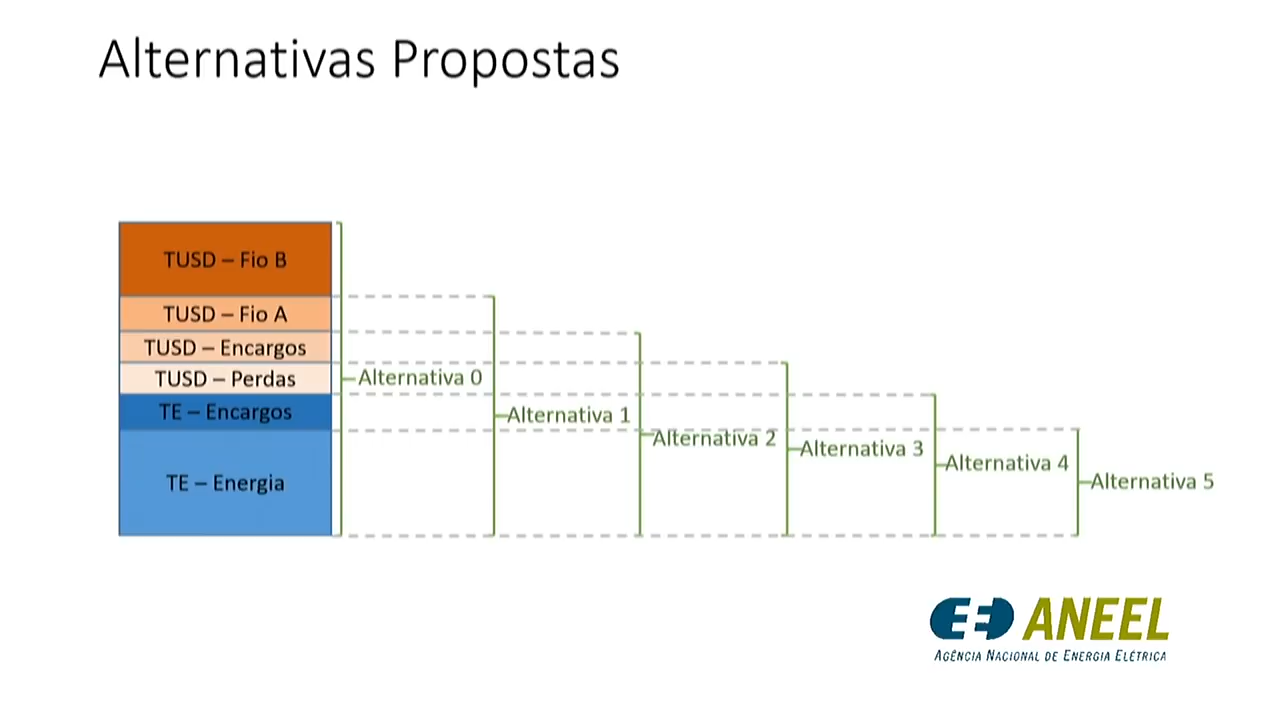 Alternativas Propostas
TUSD – Fio B
TUSD – Fio A
TUSD – Encargos
TUSD – Perdas
TE – Encargos
TE – Energia
Alternativa 0
Alternativa 1
Alternativa 2
Alternativa 3
Alternativa 4
Alternativa 5
ANEEL
AGÊNCIA NACIONAL DE ENERGIA ELÉTRICA